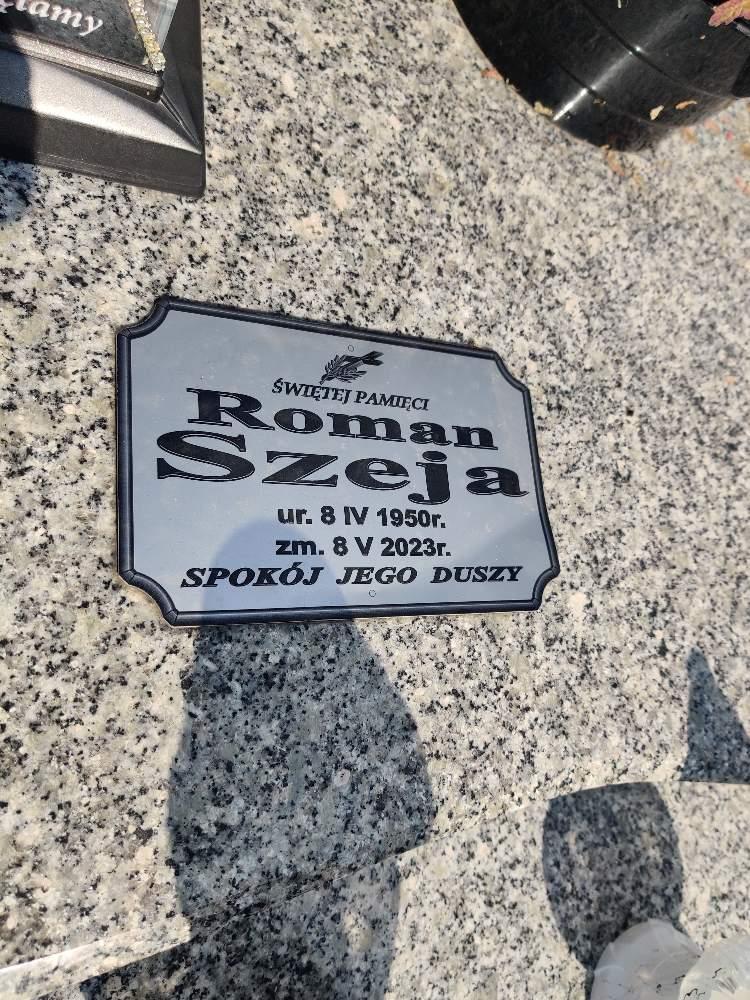 ŚWIĘTEJ PAMIĘCI
Roman
Szeja
ur. 8 IV 1950r.
zm. 8 V 2023r.
SPOKÓJ JEGO DUSZY